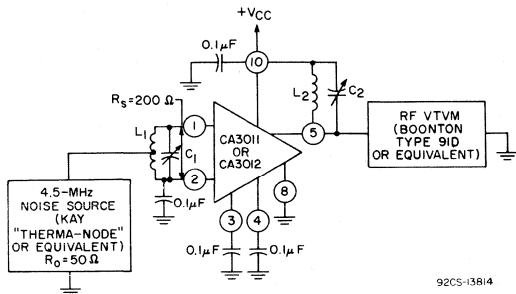 +VCC
0.1µF
10
RS=200 Ω
L2
C2
L1
1
C1
2
CA3011
OR
CA3012
5
RF VTVM
(BOONTON
TYPE 91D
OR EQUIVALENT)
8
0.1µF
3
4
4.5-MHz
NOISE SOURCE
(KAY
"THERMA-NODE"
OR EQUIVALENT)
Ro=50Ω
0.1µF
0.1µF
92CS-13814